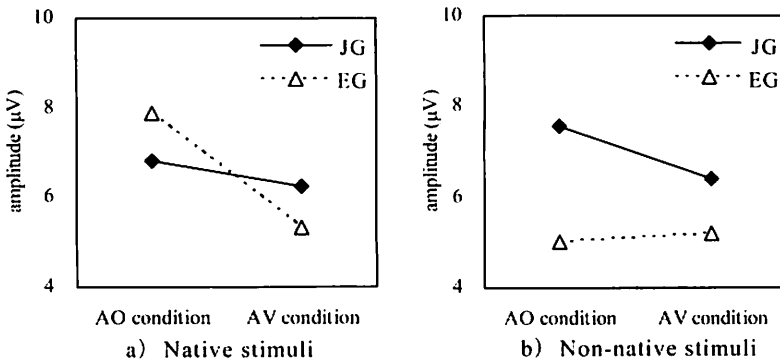 10
8
6
4
amplitude (μV)
JG
EG
AO condition AV condition
a) Native stimuli
10
8
6
4
amplitude (μV)
JG
EG
AO condition AV condition
b) Non-native stimuli